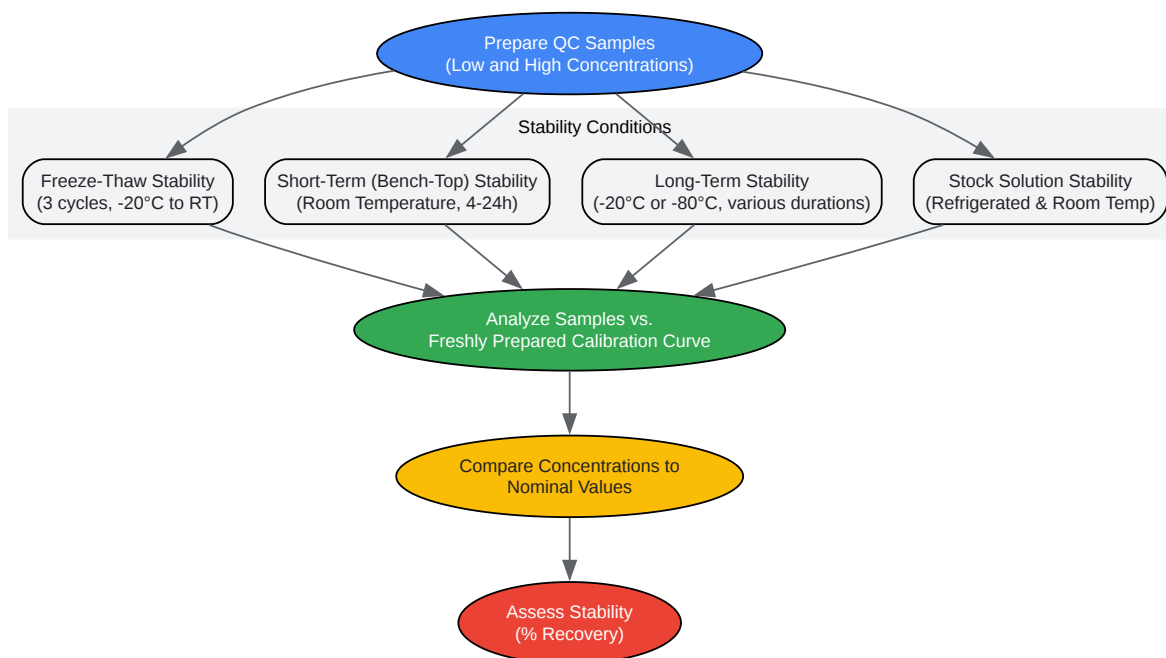 Prepare QC Samples
(Low and High Concentrations)
Stability Conditions
Freeze-Thaw Stability
(3 cycles, -20°C to RT)
Short-Term (Bench-Top) Stability
(Room Temperature, 4-24h)
Long-Term Stability
(-20°C or -80°C, various durations)
Stock Solution Stability
(Refrigerated & Room Temp)
Analyze Samples vs.
Freshly Prepared Calibration Curve
Compare Concentrations to
Nominal Values
Assess Stability
(% Recovery)